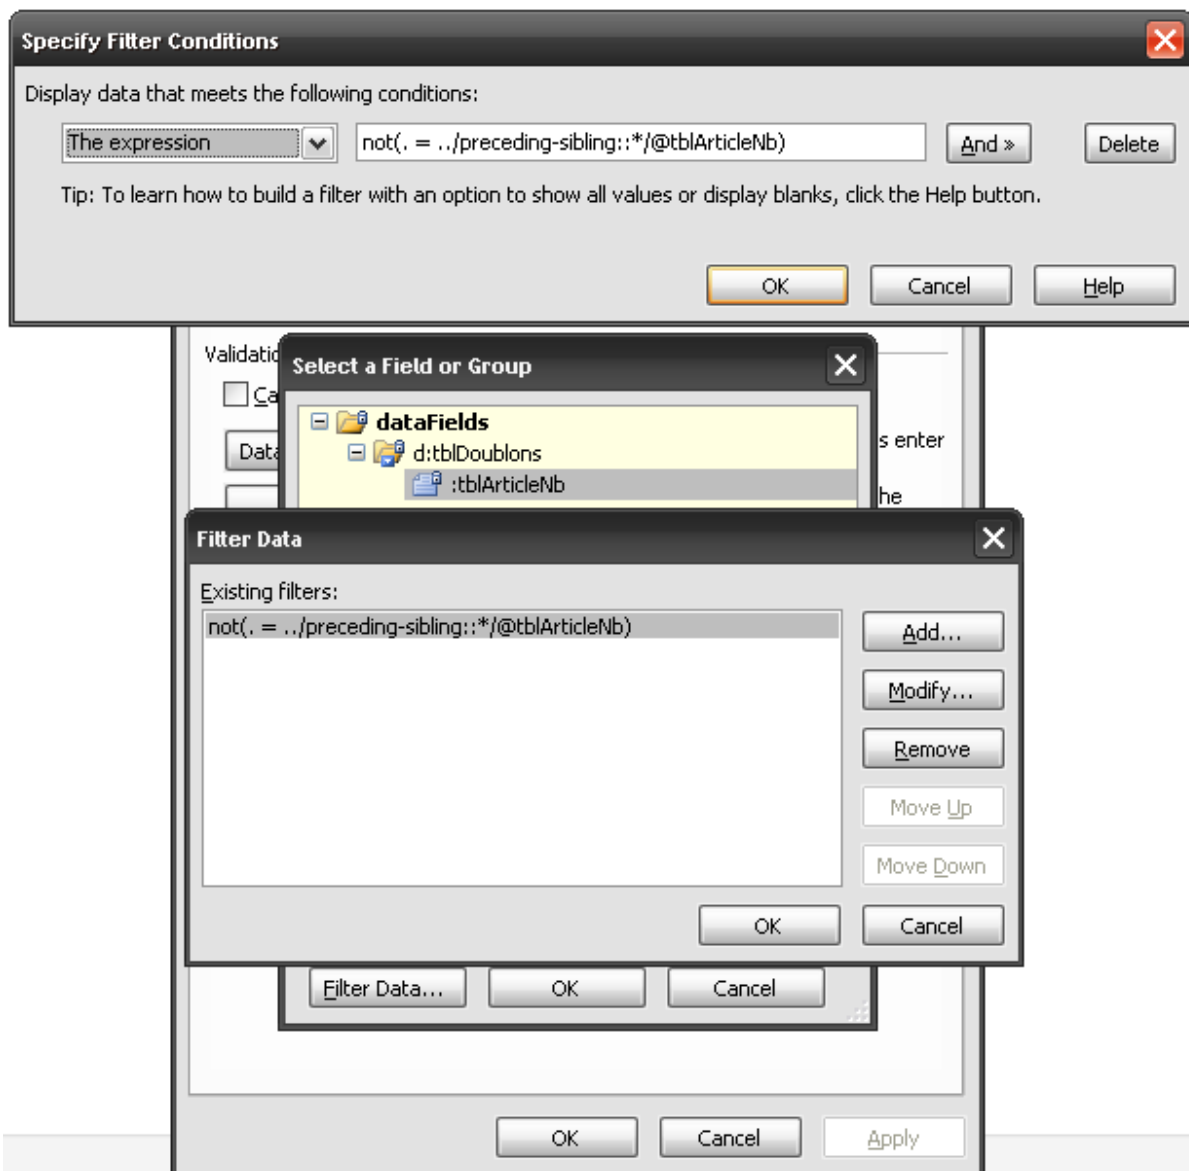 Specify Filter Conditions
Display data that meets the following conditions:
The expression not(. = ../preceding-sibling::*/@tblArticleNb) And » Delete
Tip: To learn how to build a filter with an option to show all values or display blanks, click the Help button.
OK Cancel Help
Validatio
Select a Field or Group
Ca
dataFields
d:tblDoublons
Data
s enter
:tblArticleNb
he
Filter Data
Existing filters:
not(. = ../preceding-sibling::*/@tblArticleNb)
Add...
Modify...
Remove
Move Up
Move Down
OK Cancel
Filter Data... OK Cancel
OK Cancel Apply